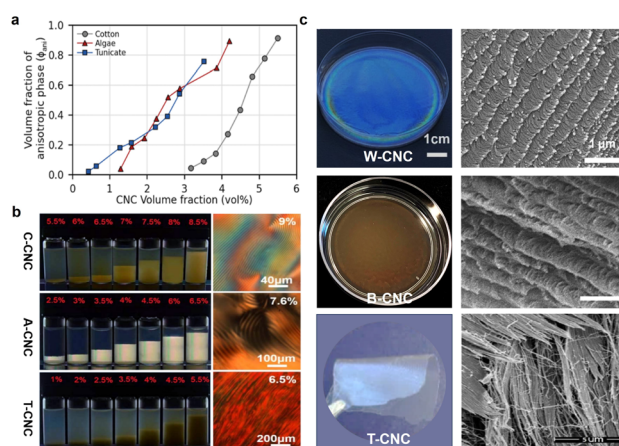 a
Volume fraction of
anisotropic phase (ϕani)
1.0
0.8
0.6
0.4
0.2
0.0
Cotton
Algae
Tunicate
0 1 2 3 4 5 6
CNC Volume fraction (vol%)
b
C-CNC
5.5% 6% 6.5% 7% 7.5% 8% 8.5%
9%
40μm
A-CNC
2.5% 3% 3.5% 4% 4.5% 6% 6.5%
7.6%
100μm
T-CNC
1% 2% 2.5% 3.5% 4% 4.5% 5.5%
6.5%
200μm
c
1cm
W-CNC
1 μm
B-CNC
T-CNC
5μm